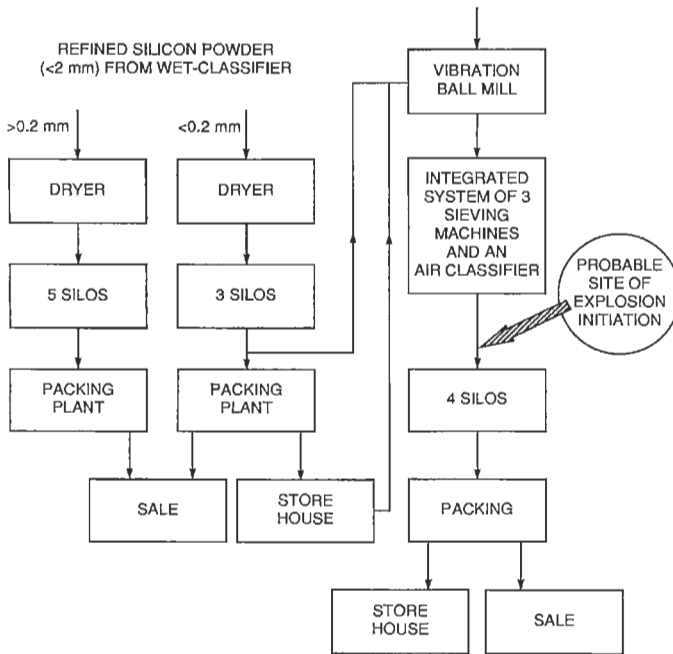 REFINED SILICON POWDER
(<2 mm) FROM WET-CLASSIFIER
>0.2 mm
<0.2 mm
DRYER
DRYER
5 SILOS
3 SILOS
PACKING
PLANT
PACKING
PLANT
SALE
STORE
HOUSE
VIBRATION
BALL MILL
INTEGRATED
SYSTEM OF 3
SIEVING
MACHINES
AND AN
AIR CLASSIFIER
PROBABLE
SITE OF
EXPLOSION
INITIATION
4 SILOS
PACKING
STORE
HOUSE
SALE